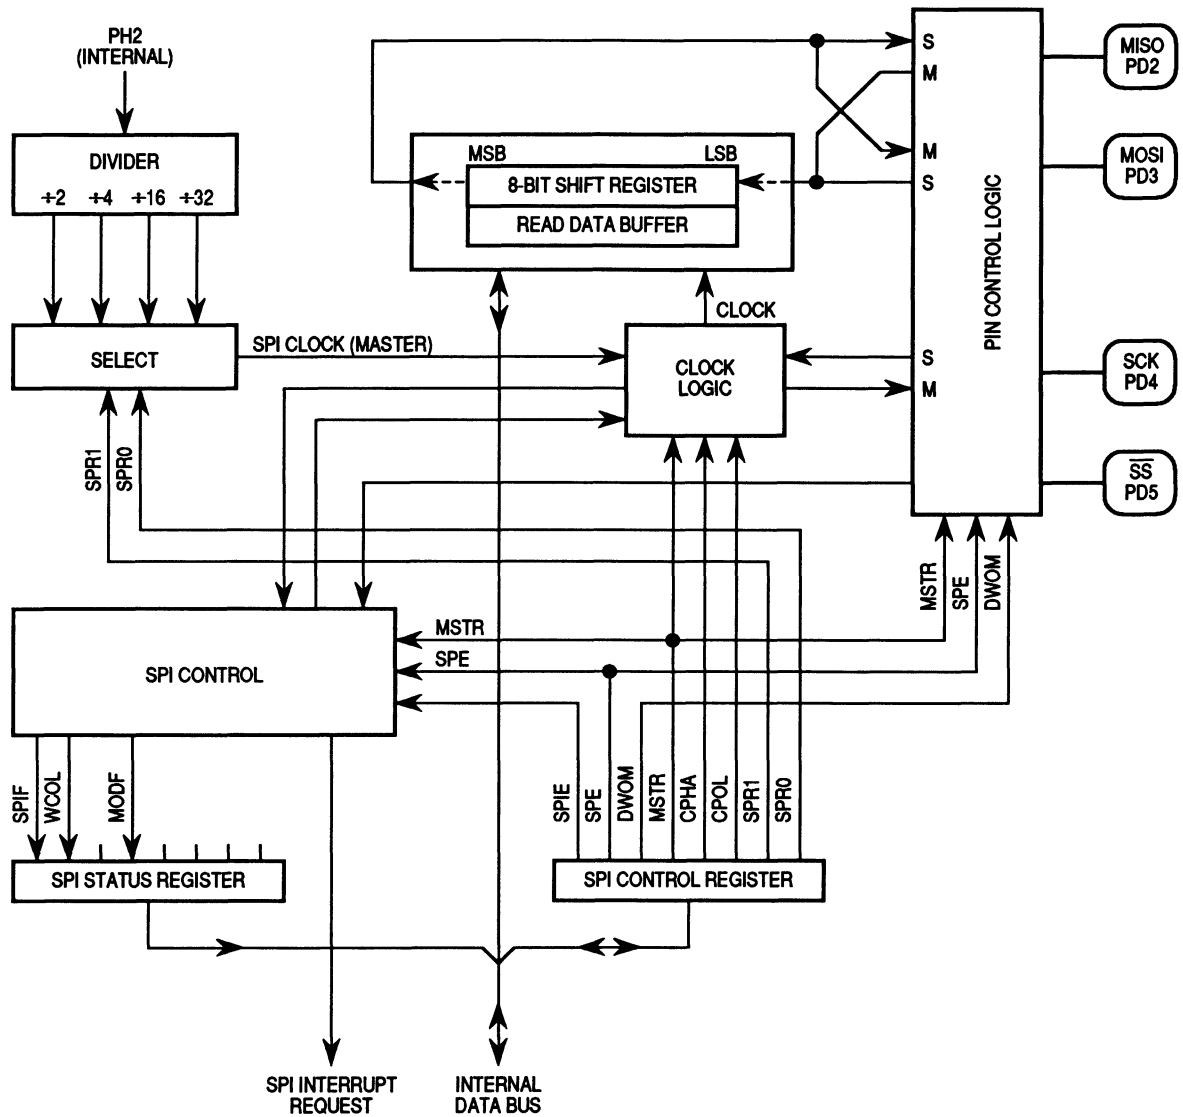 PH2
(INTERNAL)
DIVIDER
÷2 ÷4 ÷16 ÷32
SELECT
SPR1
SPR0
SPI CLOCK (MASTER)
MSB LSB
8-BIT SHIFT REGISTER
READ DATA BUFFER
CLOCK
CLOCK
LOGIC
S
M
M
S
S
M
PIN CONTROL LOGIC
MISO
PD2
MOSI
PD3
SCK
PD4
S̅S̅
PD5
MSTR
SPE
DWOM
MSTR
SPE
SPI CONTROL
SPIF
WCOL
MODF
SPI STATUS REGISTER
SPIE
SPE
DWOM
MSTR
CPHA
CPOL
SPR1
SPR0
SPI CONTROL REGISTER
SPI INTERRUPT
REQUEST
INTERNAL
DATA BUS